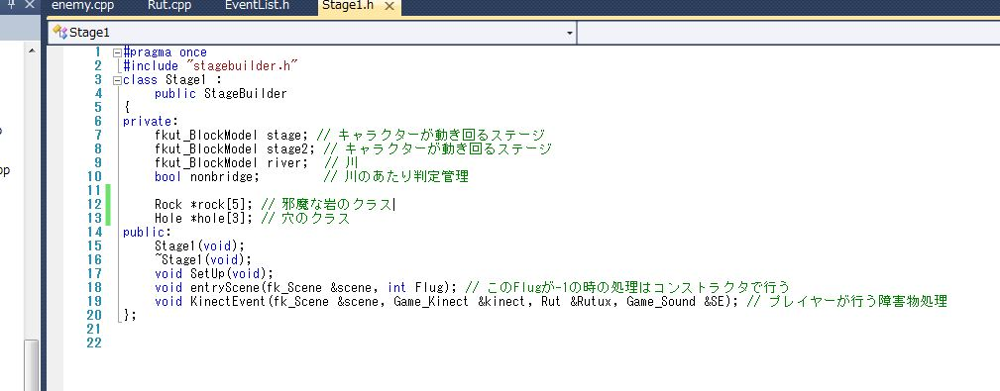 enemy.cpp Rut.cpp EventList.h Stage1.h
Stage1
1 #pragma once
2 #include "stagebuilder.h"
3 class Stage1 :
4 public StageBuilder
5 {
6 private:
7 fkut_BlockModel stage; // キャラクターが動き回るステージ
8 fkut_BlockModel stage2; // キャラクターが動き回るステージ
9 fkut_BlockModel river; // 川
10 bool nonbridge; // 川のあたり判定管理
11
12 Rock *rock[5]; // 邪魔な岩のクラス
13 Hole *hole[3]; // 穴のクラス
14 public:
15 Stage1(void);
16 ~Stage1(void);
17 void SetUp(void);
18 void entryScene(fk_Scene &scene, int Flug); // このFlugが-1の時の処理はコンストラクタで行う
19 void KinectEvent(fk_Scene &scene, Game_Kinect &kinect, Rut &Rutux, Game_Sound &SE); // プレイヤーが行う障害物処理
20 };
21
22